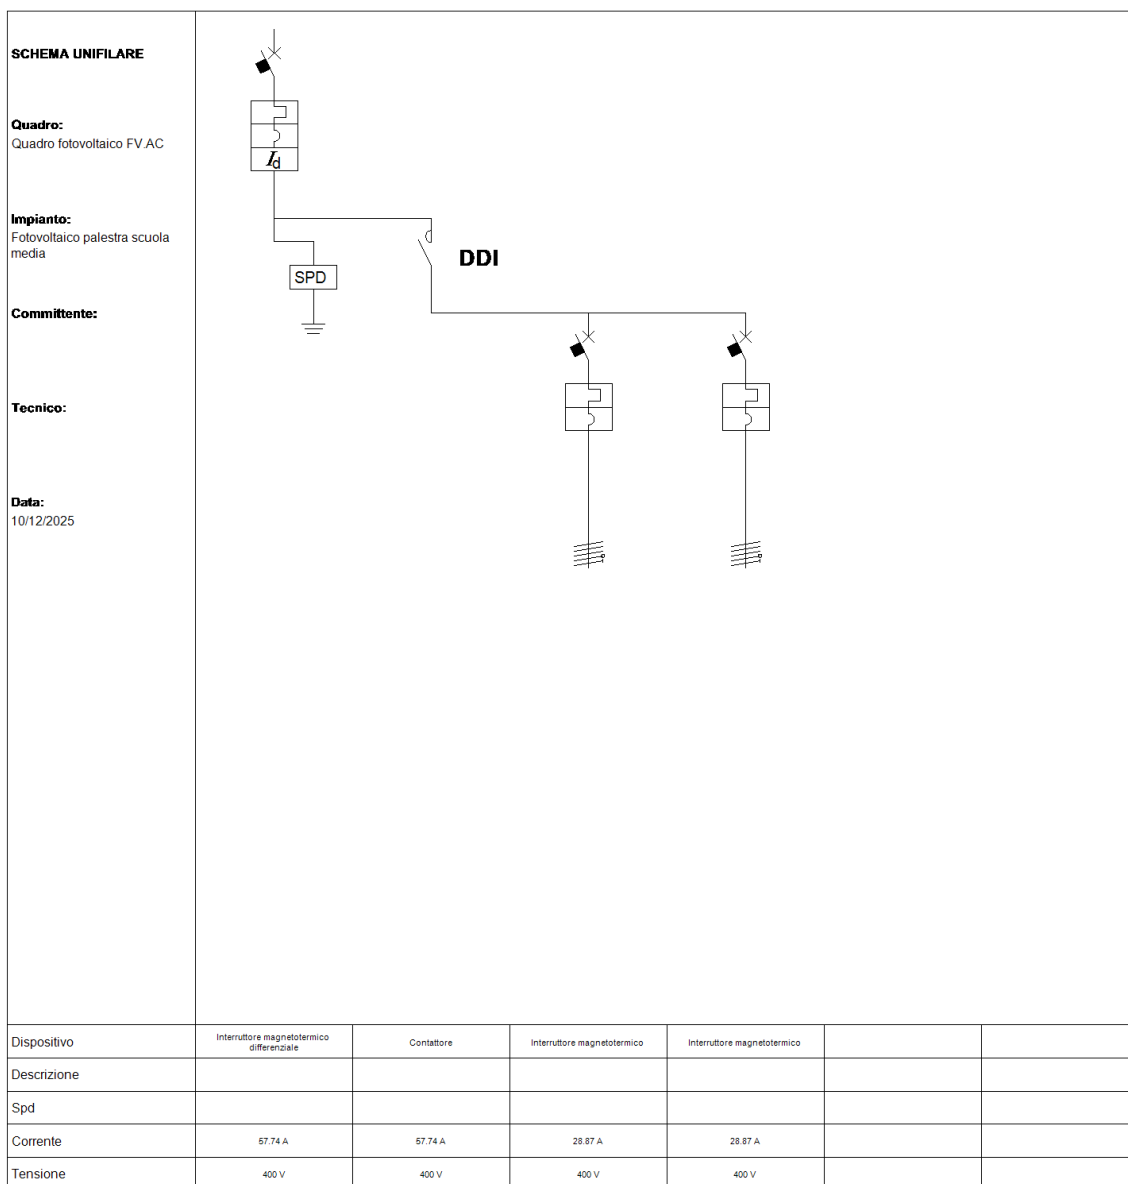 SCHEMA UNIFILARE
Quadro:
Quadro fotovoltaico FV.AC
Impianto:
Fotovoltaico palestra scuola
media
Committente:
Tecnico:
Data:
10/12/2025
Id
SPD
DDI
Dispositivo
Interruttore magnetotermico
differenziale
Contattore
Interruttore magnetotermico
Interruttore magnetotermico
Descrizione
Spd
Corrente
57.74 A
57.74 A
28.87 A
28.87 A
Tensione
400 V
400 V
400 V
400 V